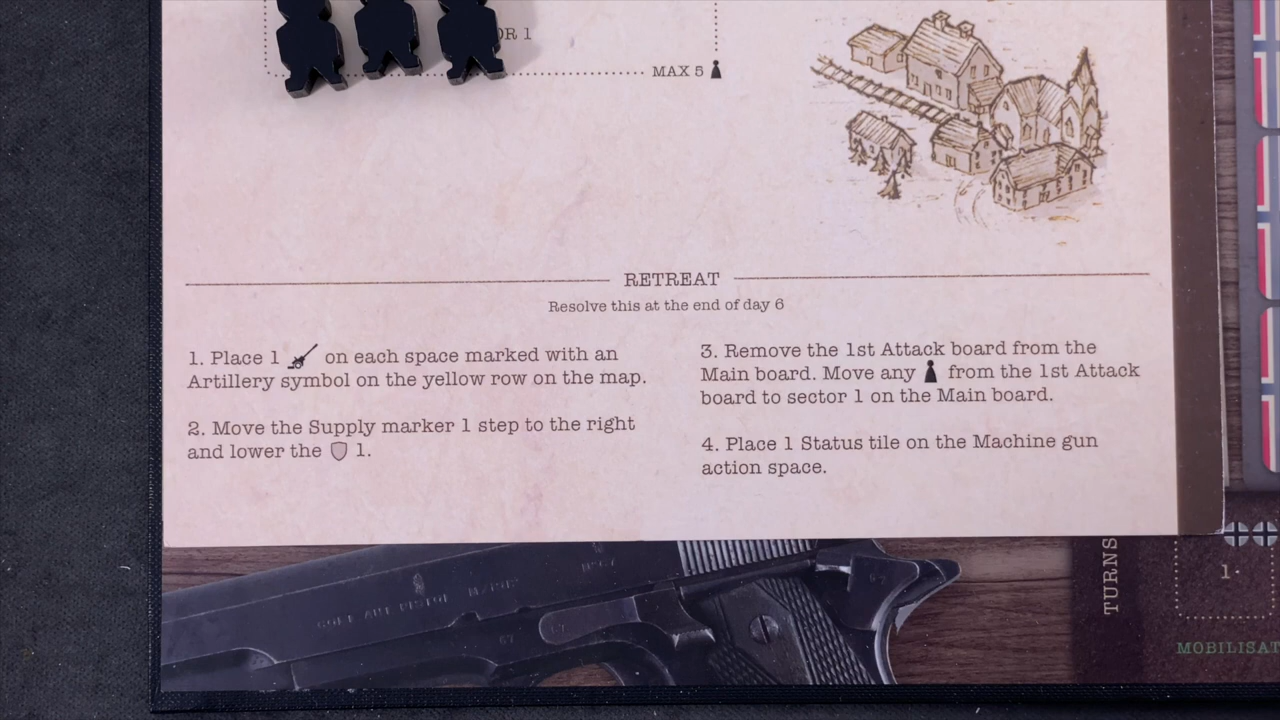 OR 1
MAX 5
RETREAT
Resolve this at the end of day 6
1. Place 1 on each space marked with an
Artillery symbol on the yellow row on the map.
2. Move the Supply marker 1 step to the right
and lower the 1.
3. Remove the 1st Attack board from the
Main board. Move any from the 1st Attack
board to sector 1 on the Main board.
4. Place 1 Status tile on the Machine gun
action space.
COLT AUT PISTOL
TURNS
1.
MOBILISAT